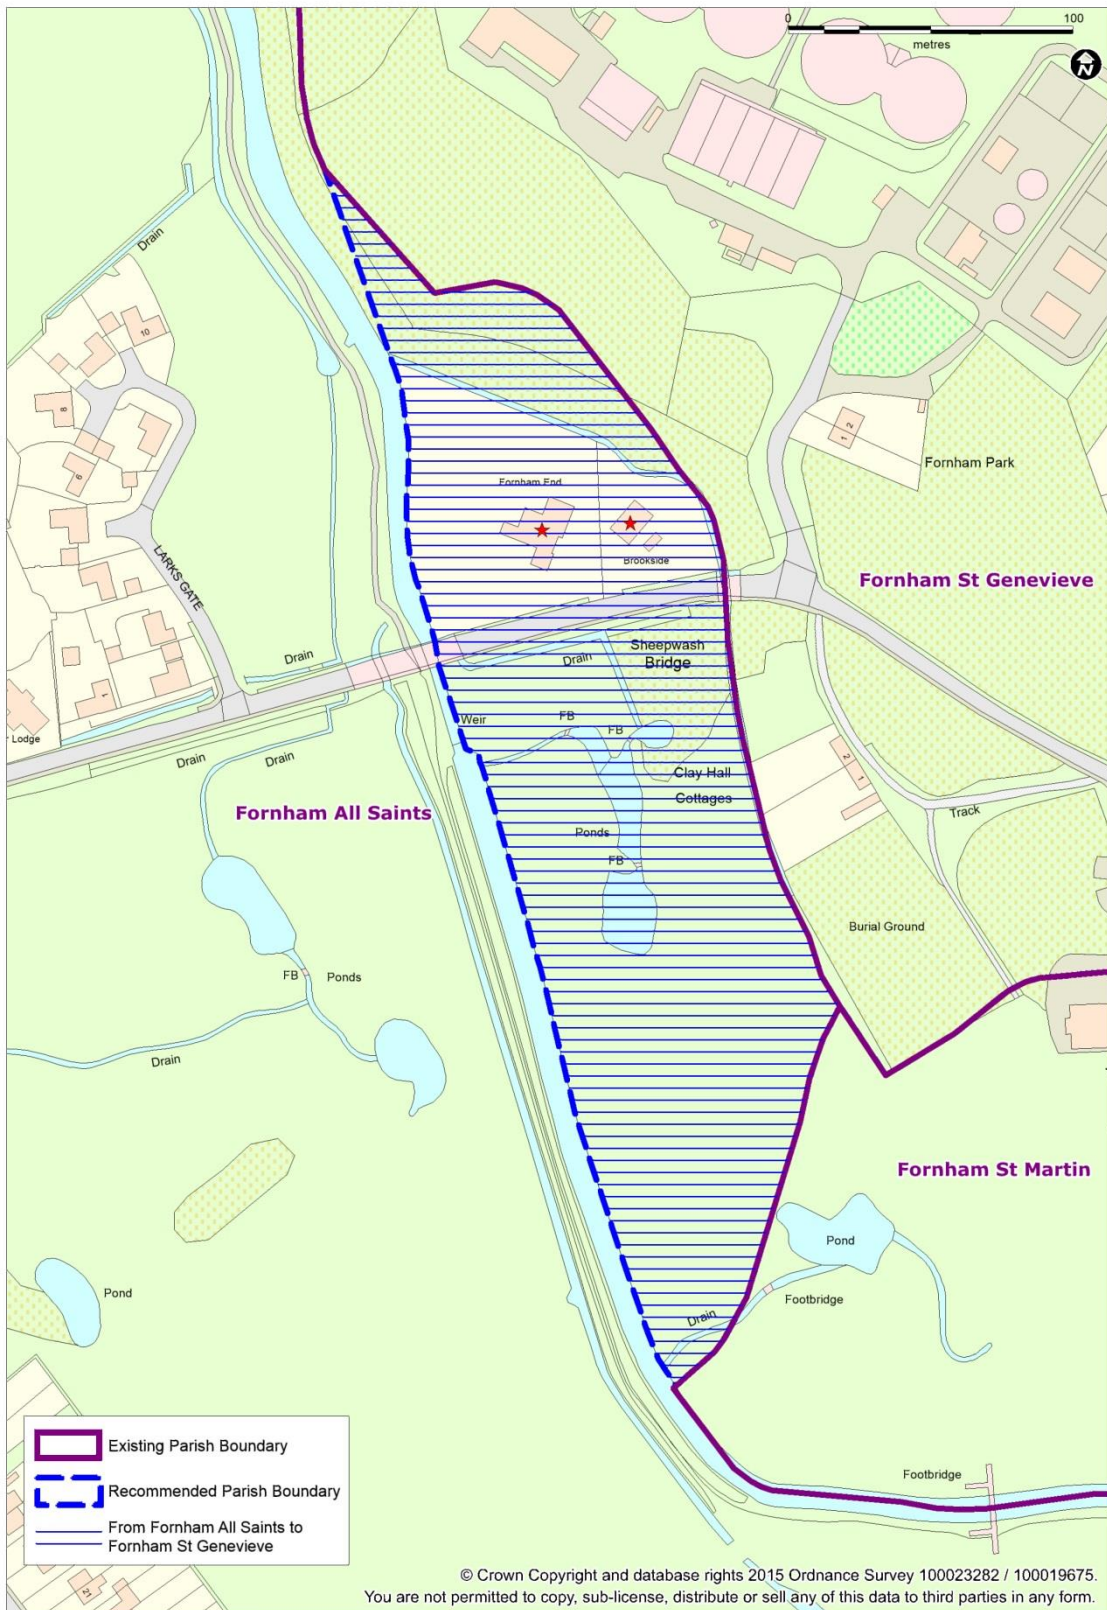 0
100
metres
N
Drain
10
8
6
LARKS GATE
1
Lodge
Drain
Drain
Drain
Fornham End
Brookside
1 2
Fornham Park
Fornham St Genevieve
Sheepwash
Bridge
Drain
Weir
FB
FB
Clay Hall
Cottages
2
1
Fornham All Saints
Ponds
FB
Track
Burial Ground
FB
Ponds
Drain
Fornham St Martin
Pond
Pond
Footbridge
Drain
Footbridge
21
Existing Parish Boundary
Recommended Parish Boundary
From Fornham All Saints to
Fornham St Genevieve
© Crown Copyright and database rights 2015 Ordnance Survey 100023282 / 100019675.
You are not permitted to copy, sub-license, distribute or sell any of this data to third parties in any form.